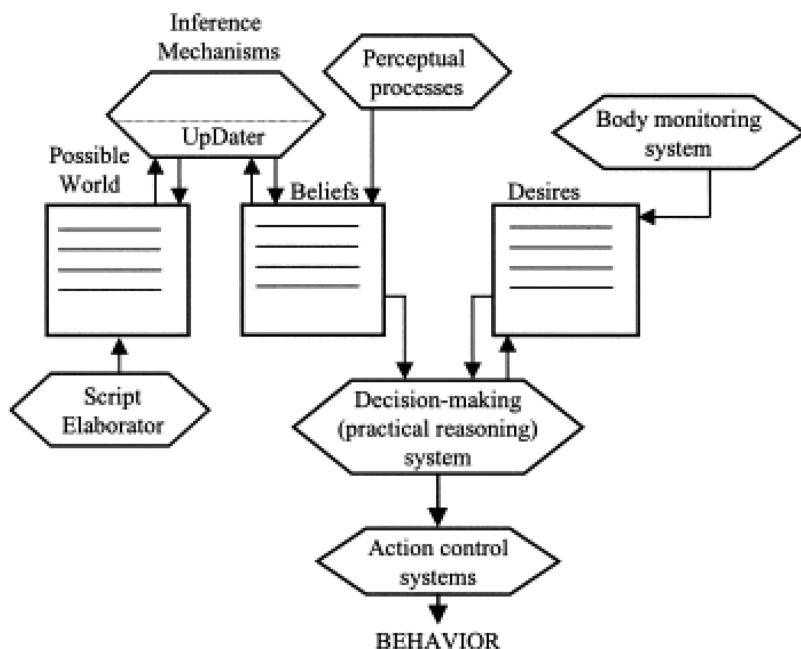 Inference
Mechanisms
UpDater
Perceptual
processes
Body monitoring
system
Possible
World
Beliefs
Desires
Script
Elaborator
Decision-making
(practical reasoning)
system
Action control
systems
BEHAVIOR